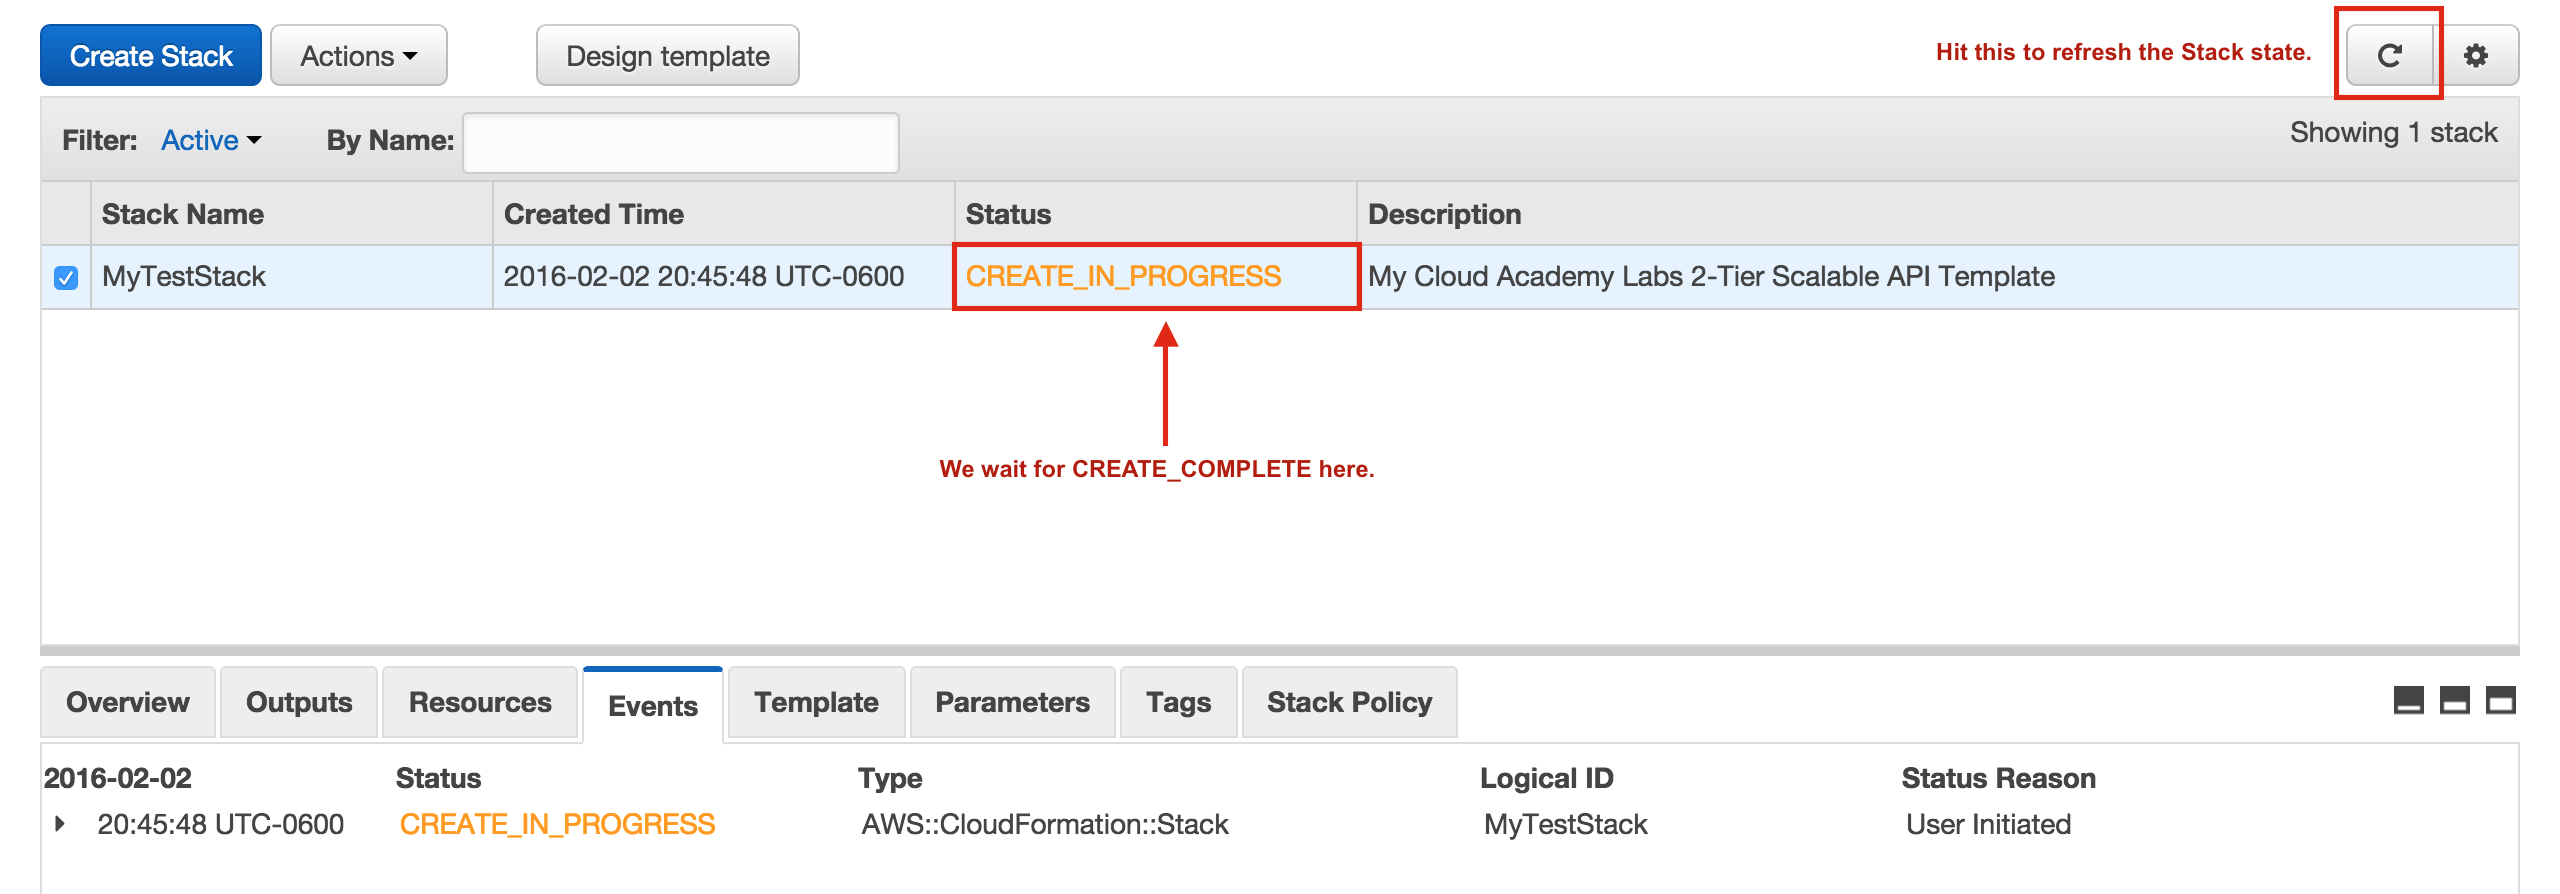 Create Stack Actions Design template Hit this to refresh the Stack state.
Filter: Active By Name: Showing 1 stack
Stack Name Created Time Status Description
MyTestStack 2016-02-02 20:45:48 UTC-0600 CREATE_IN_PROGRESS My Cloud Academy Labs 2-Tier Scalable API Template
We wait for CREATE_COMPLETE here.
Overview Outputs Resources Events Template Parameters Tags Stack Policy
2016-02-02 Status Type Logical ID Status Reason
20:45:48 UTC-0600 CREATE_IN_PROGRESS AWS::CloudFormation::Stack MyTestStack User Initiated